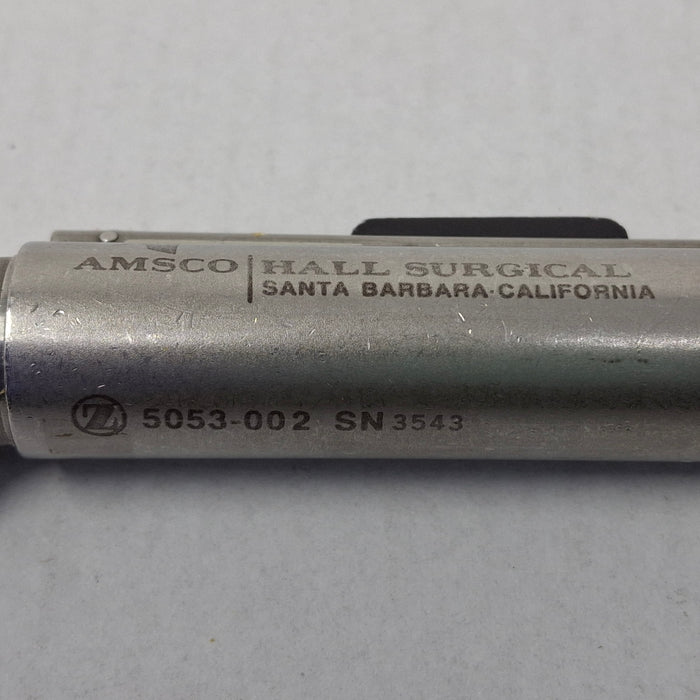 AMSCO | HALL SURGICAL
SANTA BARBARA·CALIFORNIA
Z 5053-002 SN 3543